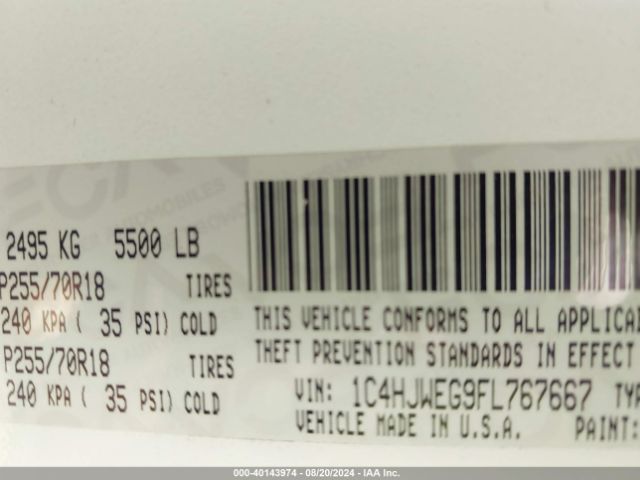 2495 KG 5500 LB
P255/70R18 TIRES
240 KPA ( 35 PSI) COLD
P255/70R18 TIRES
240 KPA ( 35 PSI) COLD
THIS VEHICLE CONFORMS TO ALL APPLICA
THEFT PREVENTION STANDARDS IN EFFECT
VIN: 1C4HJWEG9FL767667 TYP
VEHICLE MADE IN U.S.A. PAINT:
000-40143974 - 08/20/2024 - IAA Inc.